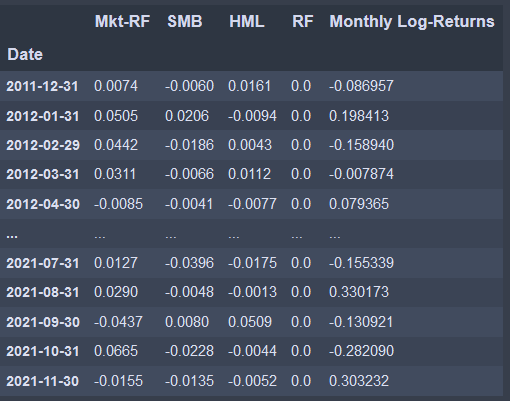 Mkt-RF SMB HML RF Monthly Log-Returns
Date
2011-12-31 0.0074 -0.0060 0.0161 0.0 -0.086957
2012-01-31 0.0505 0.0206 -0.0094 0.0 0.198413
2012-02-29 0.0442 -0.0186 0.0043 0.0 -0.158940
2012-03-31 0.0311 -0.0066 0.0112 0.0 -0.007874
2012-04-30 -0.0085 -0.0041 -0.0077 0.0 0.079365
... ... ... ... ... ...
2021-07-31 0.0127 -0.0396 -0.0175 0.0 -0.155339
2021-08-31 0.0290 -0.0048 -0.0013 0.0 0.330173
2021-09-30 -0.0437 0.0080 0.0509 0.0 -0.130921
2021-10-31 0.0665 -0.0228 -0.0044 0.0 -0.282090
2021-11-30 -0.0155 -0.0135 -0.0052 0.0 0.303232